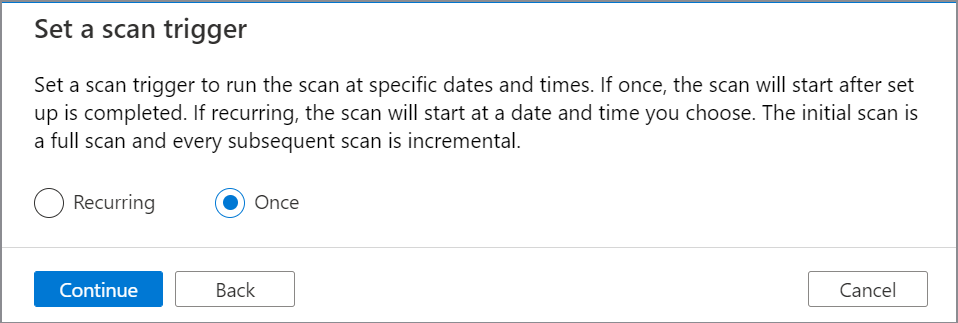 Set a scan trigger
Set a scan trigger to run the scan at specific dates and times. If once, the scan will start after set
up is completed. If recurring, the scan will start at a date and time you choose. The initial scan is
a full scan and every subsequent scan is incremental.
Recurring Once
Continue Back Cancel